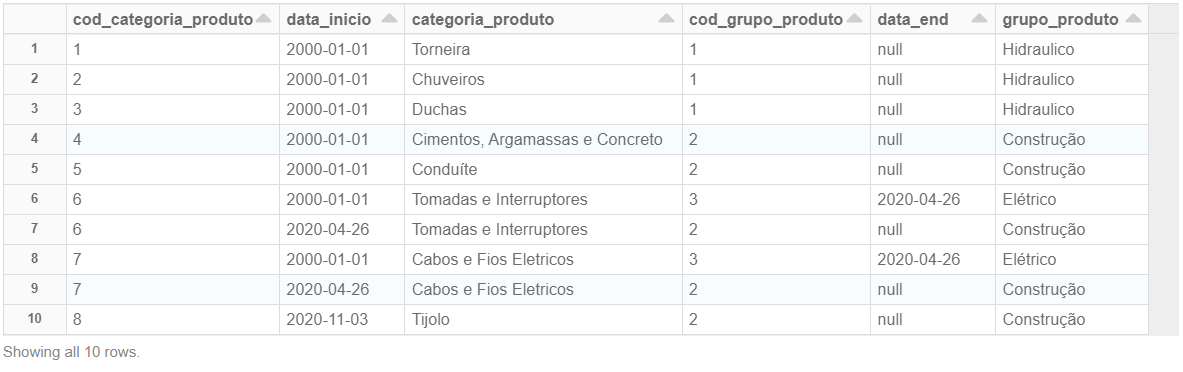 cod_categoria_produto data_inicio categoria_produto cod_grupo_produto data_end grupo_produto
1 1 2000-01-01 Torneira 1 null Hidraulico
2 2 2000-01-01 Chuveiros 1 null Hidraulico
3 3 2000-01-01 Duchas 1 null Hidraulico
4 4 2000-01-01 Cimentos, Argamassas e Concreto 2 null Construção
5 5 2000-01-01 Conduíte 2 null Construção
6 6 2000-01-01 Tomadas e Interruptores 3 2020-04-26 Elétrico
7 6 2020-04-26 Tomadas e Interruptores 2 null Construção
8 7 2000-01-01 Cabos e Fios Eletricos 3 2020-04-26 Elétrico
9 7 2020-04-26 Cabos e Fios Eletricos 2 null Construção
10 8 2020-11-03 Tijolo 2 null Construção
Showing all 10 rows.